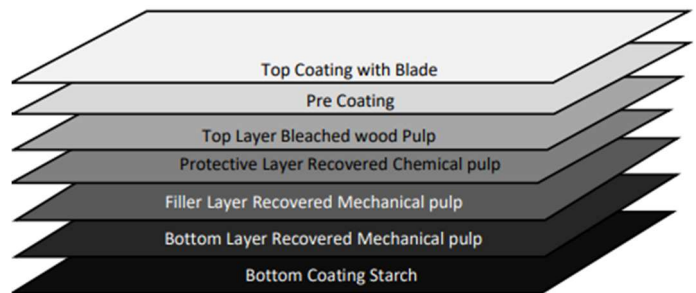 Top Coating with Blade
Pre Coating
Top Layer Bleached wood Pulp
Protective Layer Recovered Chemical pulp
Filler Layer Recovered Mechanical pulp
Bottom Layer Recovered Mechanical pulp
Bottom Coating Starch